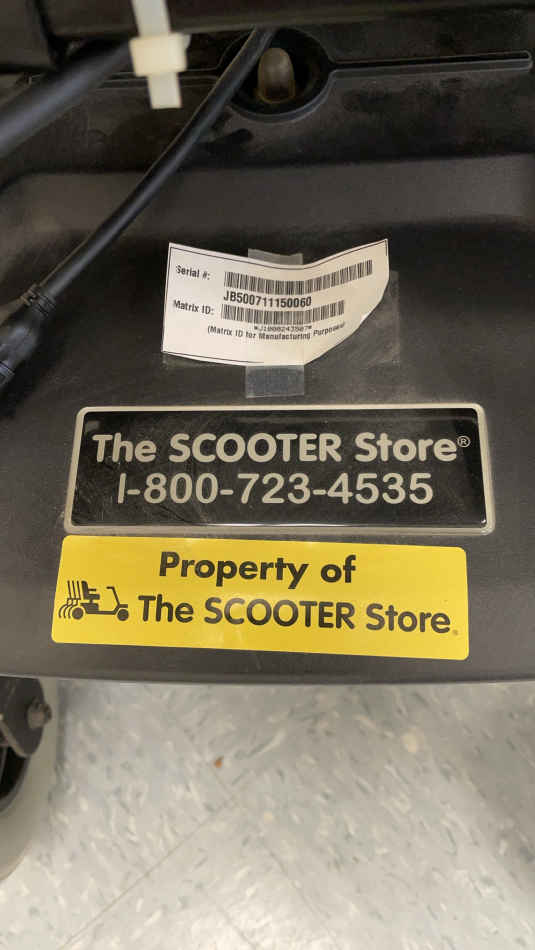 Serial #:
JB500711150060
Matrix ID:
*J1000243507*
(Matrix ID for Manufacturing Purposes)
The SCOOTER Store®
1-800-723-4535
Property of
The SCOOTER Store®